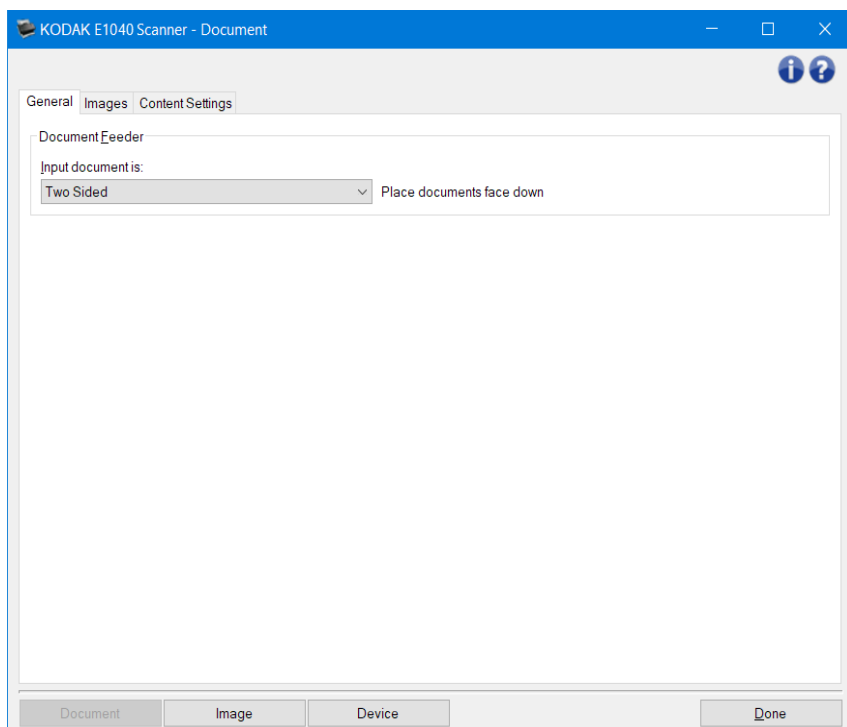 KODAK E1040 Scanner - Document
General Images Content Settings
Document Feeder
Input document is:
Two Sided Place documents face down
Document Image Device Done